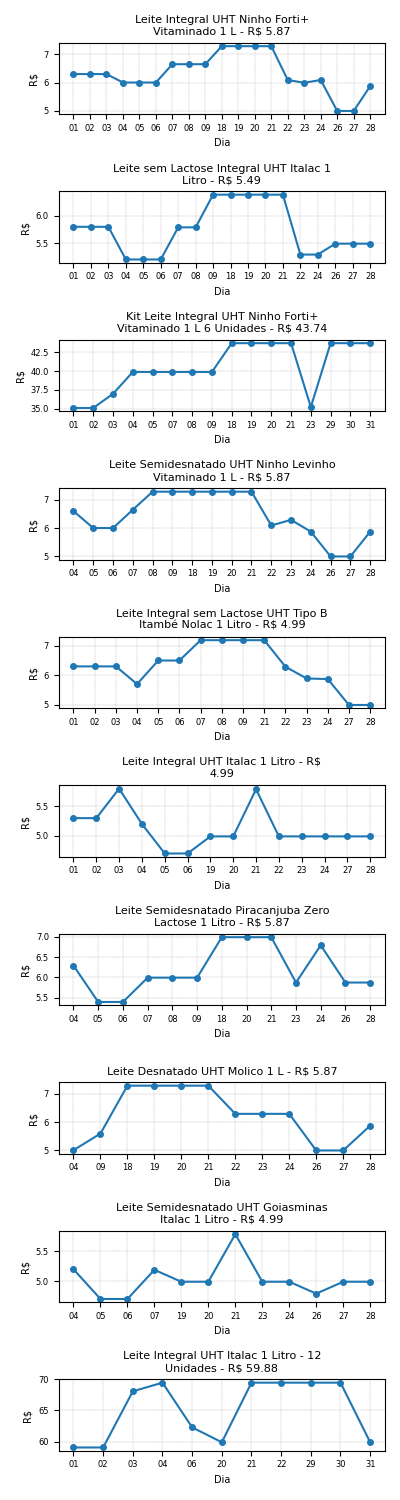 Leite Integral UHT Ninho Forti+
Vitaminado 1 L - R$ 5.87
7
6
5
R$
01 02 03 04 05 06 07 08 09 18 19 20 21 22 23 24 26 27 28
Dia
Leite sem Lactose Integral UHT Italac 1
Litro - R$ 5.49
6.0
5.5
R$
01 02 03 04 05 06 07 08 09 18 19 20 21 22 24 26 27 28
Dia
Kit Leite Integral UHT Ninho Forti+
Vitaminado 1 L 6 Unidades - R$ 43.74
42.5
40.0
37.5
35.0
R$
01 02 03 04 05 06 08 09 18 19 20 21 23 29 30 31
Dia
Leite Semidesnatado UHT Ninho Levinho
Vitaminado 1 L - R$ 5.87
7
6
5
R$
04 05 06 07 08 09 18 19 20 21 22 23 24 26 27 28
Dia
Leite Integral sem Lactose UHT Tipo B
Itambé Nolac 1 Litro - R$ 4.99
7
6
5
R$
01 02 03 04 05 06 07 08 09 21 22 23 24 27 28
Dia
Leite Integral UHT Italac 1 Litro - R$
4.99
5.5
5.0
R$
01 02 03 04 05 06 19 20 21 22 23 24 27 28
Dia
Leite Semidesnatado Piracanjuba Zero
Lactose 1 Litro - R$ 5.87
7.0
6.5
6.0
5.5
R$
04 05 06 07 08 09 18 20 21 23 24 26 28
Dia
Leite Desnatado UHT Molico 1 L - R$ 5.87
7
6
5
R$
04 09 18 19 20 21 22 23 24 26 27 28
Dia
Leite Semidesnatado UHT Goiasminas
Italac 1 Litro - R$ 4.99
5.5
5.0
R$
04 05 06 07 19 20 21 23 24 26 27 28
Dia
Leite Integral UHT Italac 1 Litro - 12
Unidades - R$ 59.88
70
65
60
R$
01 02 03 04 06 20 21 22 29 30 31
Dia